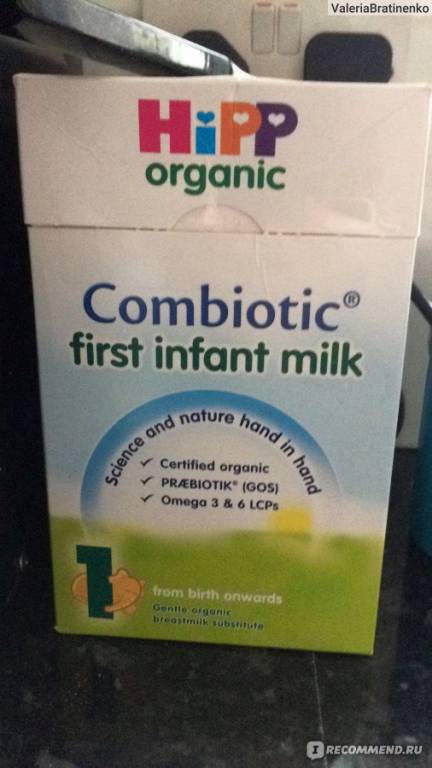 ValeriaBratinenko
HiPP
organic
Combiotic®
first infant milk
Science and nature hand in hand
✓ Certified organic
✓ PRÆBIOTIK® (GOS)
✓ Omega 3 & 6 LCPs
1
from birth onwards
Gentle organic
breastmilk substitute
I RECOMMEND.RU